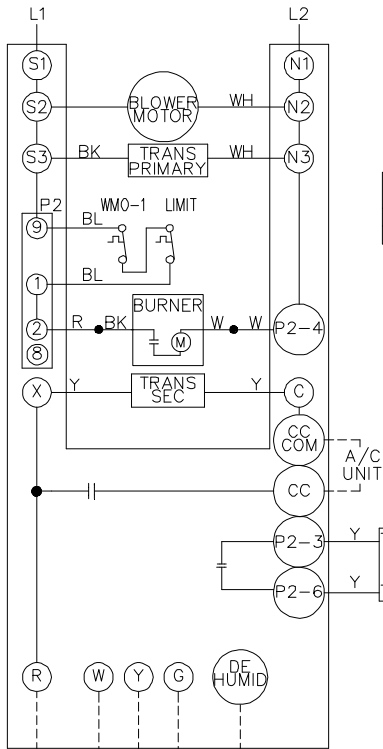 L1 L2
S1 N1
S2 BLOWER MOTOR WH N2
S3 BK TRANS PRIMARY WH N3
P2 WMO-1 LIMIT
9 BL
1 BL
BURNER
2 R BK M W W P2-4
8
X Y TRANS SEC Y C
CC COM
A/C UNIT
CC
P2-3 Y
P2-6 Y
R W Y G DE HUMID